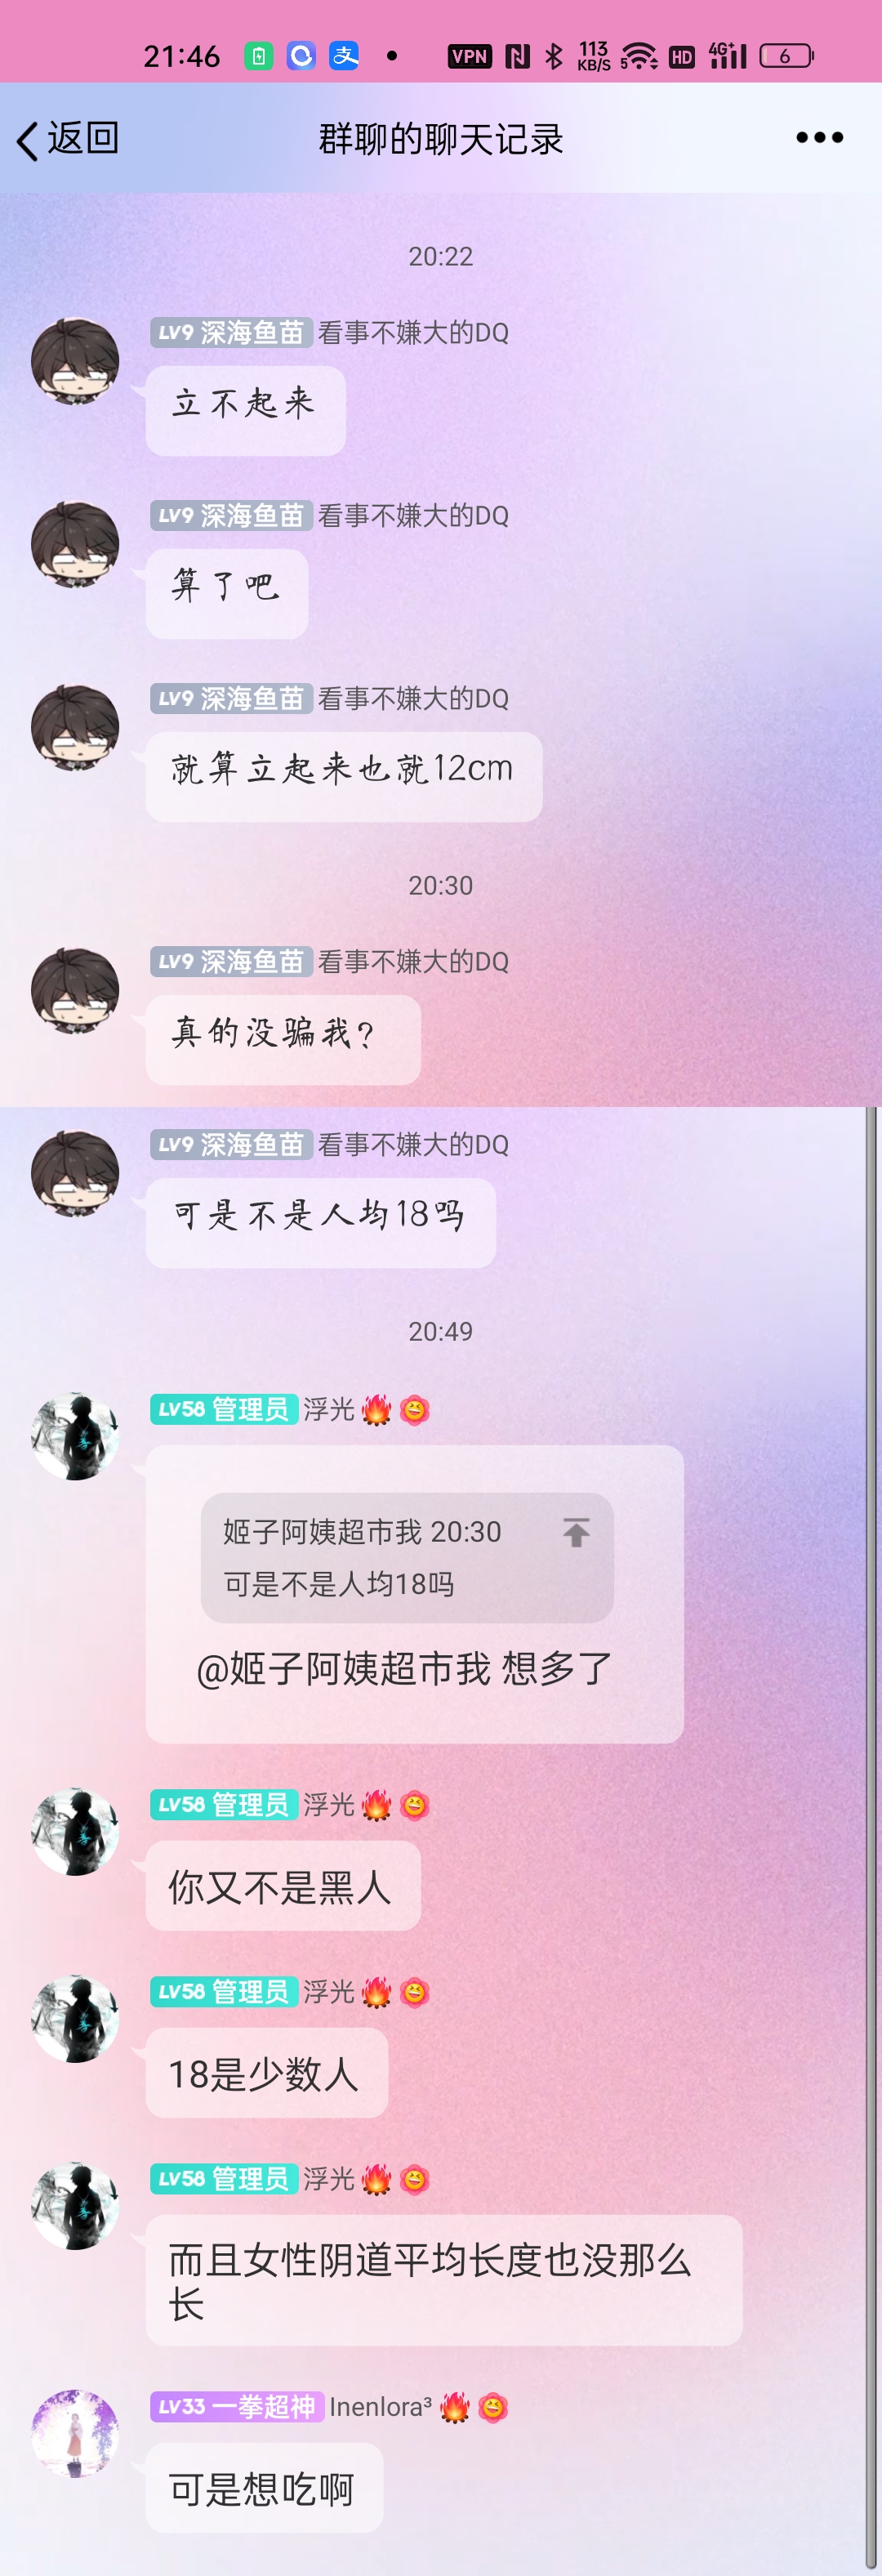 21:46
支
VPN
113
KB/S
5
HD
4G+
6
返回
群聊的聊天记录
20:22
LV9 深海鱼苗 看事不嫌大的DQ
立不起来
LV9 深海鱼苗 看事不嫌大的DQ
算了吧
LV9 深海鱼苗 看事不嫌大的DQ
就算立起来也就12cm
20:30
LV9 深海鱼苗 看事不嫌大的DQ
真的没骗我?
LV9 深海鱼苗 看事不嫌大的DQ
可是不是人均18吗
20:49
LV58 管理员 浮光🔥
姬子阿姨超市我 20:30
可是不是人均18吗
@姬子阿姨超市我 想多了
LV58 管理员 浮光🔥
你又不是黑人
LV58 管理员 浮光🔥
18是少数人
LV58 管理员 浮光🔥
而且女性阴道平均长度也没那么
长
LV33 一拳超神 Inenlora³🔥
可是想吃啊